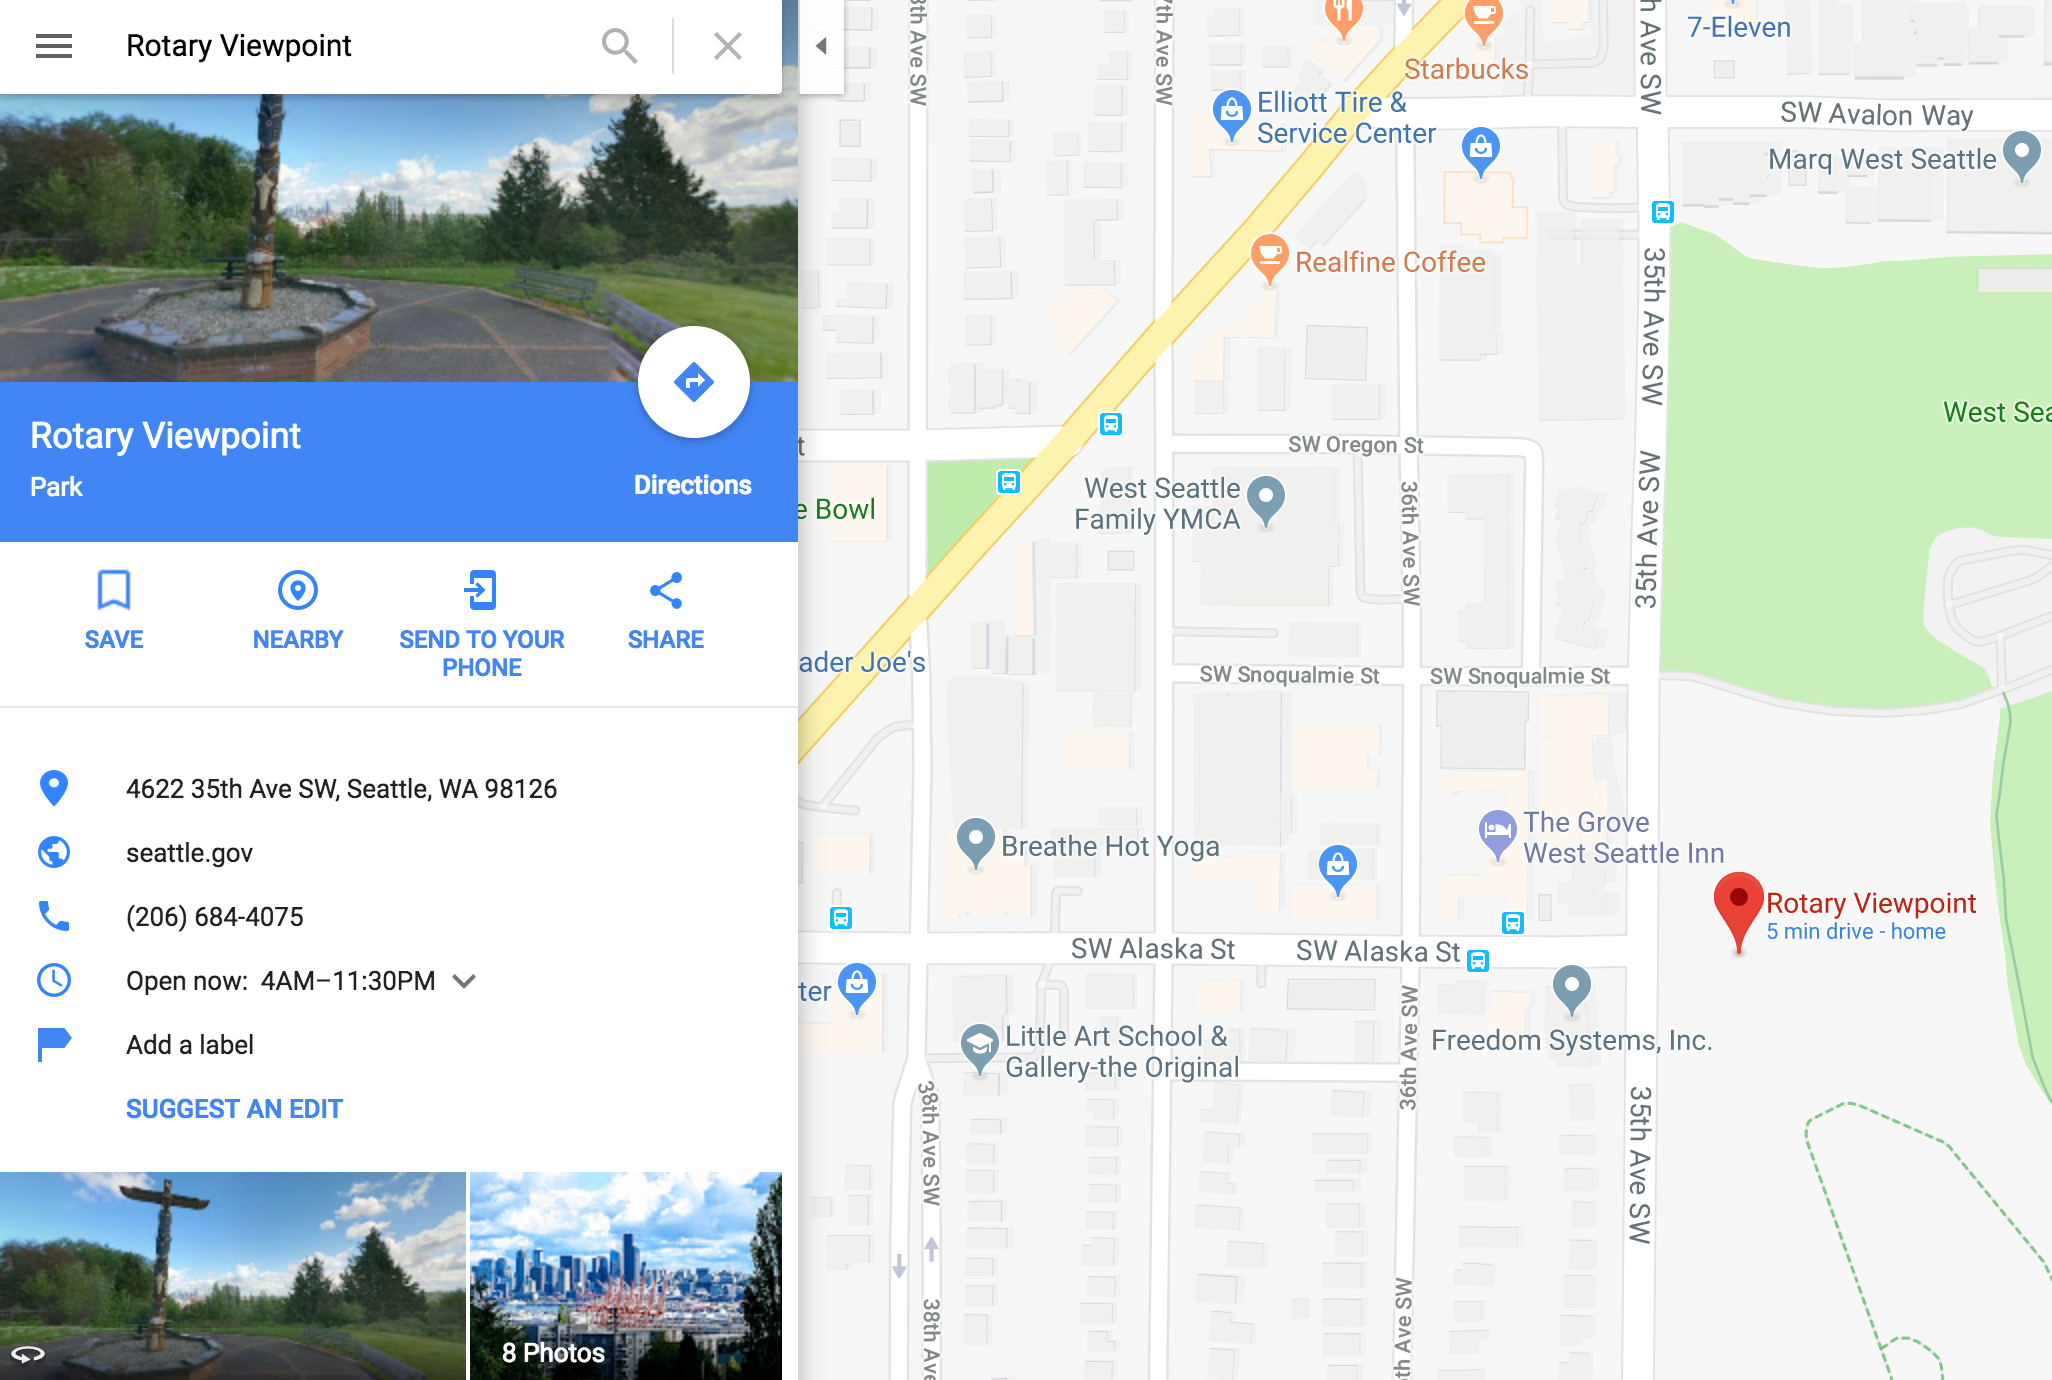 Rotary Viewpoint
Rotary Viewpoint
Park
Directions
SAVE
NEARBY
SEND TO YOUR
PHONE
SHARE
4622 35th Ave SW, Seattle, WA 98126
seattle.gov
(206) 684-4075
Open now: 4AM–11:30PM
Add a label
SUGGEST AN EDIT
8 Photos
7-Eleven
Starbucks
Elliott Tire &
Service Center
SW Avalon Way
Marq West Seattle
Realfine Coffee
35th Ave SW
West Sea
SW Oregon St
West Seattle
Family YMCA
36th Ave SW
35th Ave SW
e Bowl
ader Joe's
SW Snoqualmie St
SW Snoqualmie St
The Grove
West Seattle Inn
Breathe Hot Yoga
Rotary Viewpoint
5 min drive - home
SW Alaska St
SW Alaska St
ter
Freedom Systems, Inc.
Little Art School &
Gallery-the Original
36th Ave SW
38th Ave SW
35th Ave SW
38th Ave
th Ave SW